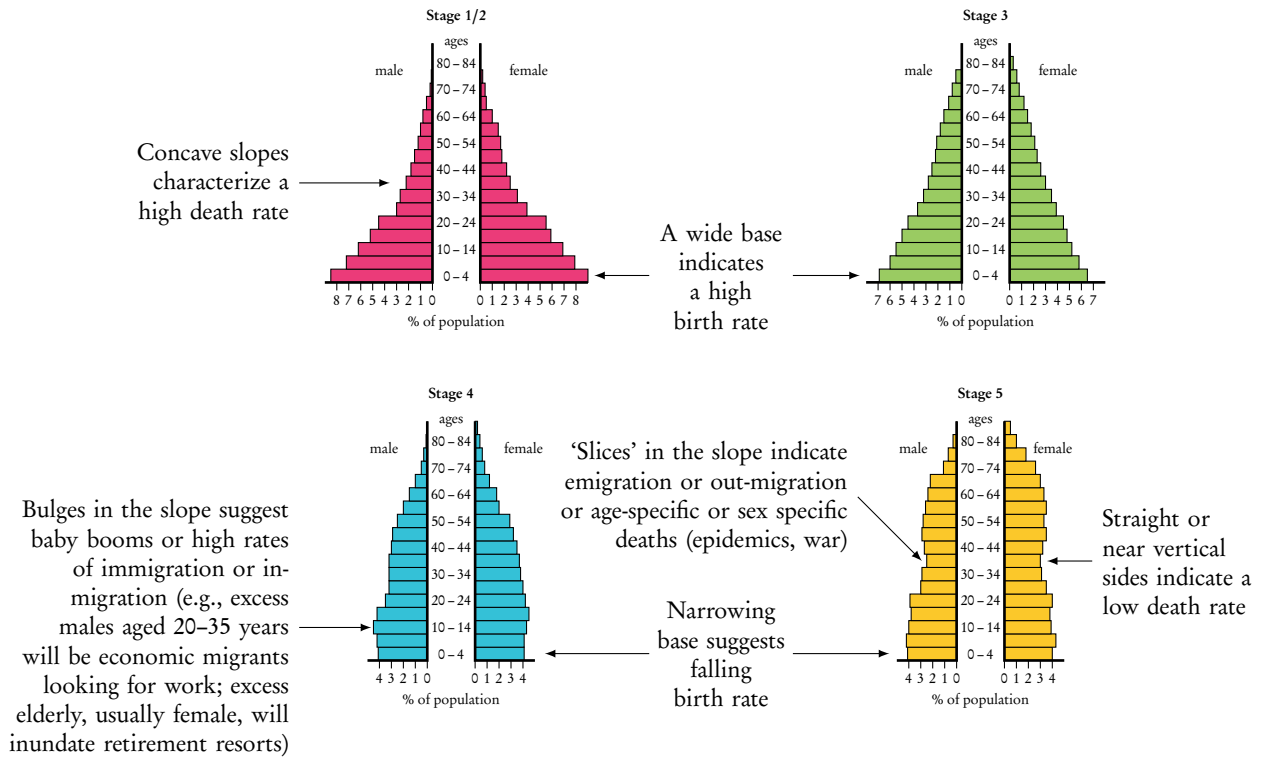 Stage 1/2
ages
male
female
80 – 84
70 – 74
60 – 64
50 – 54
40 – 44
30 – 34
20 – 24
10 – 14
0 – 4
8 7 6 5 4 3 2 1 0
0 1 2 3 4 5 6 7 8
% of population
Concave slopes
characterize a
high death rate
A wide base
indicates
a high
birth rate
Stage 3
ages
male
female
80 – 84
70 – 74
60 – 64
50 – 54
40 – 44
30 – 34
20 – 24
10 – 14
0 – 4
7 6 5 4 3 2 1 0
0 1 2 3 4 5 6 7
% of population
Stage 4
ages
male
female
80 – 84
70 – 74
60 – 64
50 – 54
40 – 44
30 – 34
20 – 24
10 – 14
0 – 4
4 3 2 1 0
0 1 2 3 4
% of population
Bulges in the slope suggest
baby booms or high rates
of immigration or in-
migration (e.g., excess
males aged 20–35 years
will be economic migrants
looking for work; excess
elderly, usually female, will
inundate retirement resorts)
'Slices' in the slope indicate
emigration or out-migration
or age-specific or sex specific
deaths (epidemics, war)
Narrowing
base suggests
falling
birth rate
Stage 5
ages
male
female
80 – 84
70 – 74
60 – 64
50 – 54
40 – 44
30 – 34
20 – 24
10 – 14
0 – 4
4 3 2 1 0
0 1 2 3 4
% of population
Straight or
near vertical
sides indicate a
low death rate